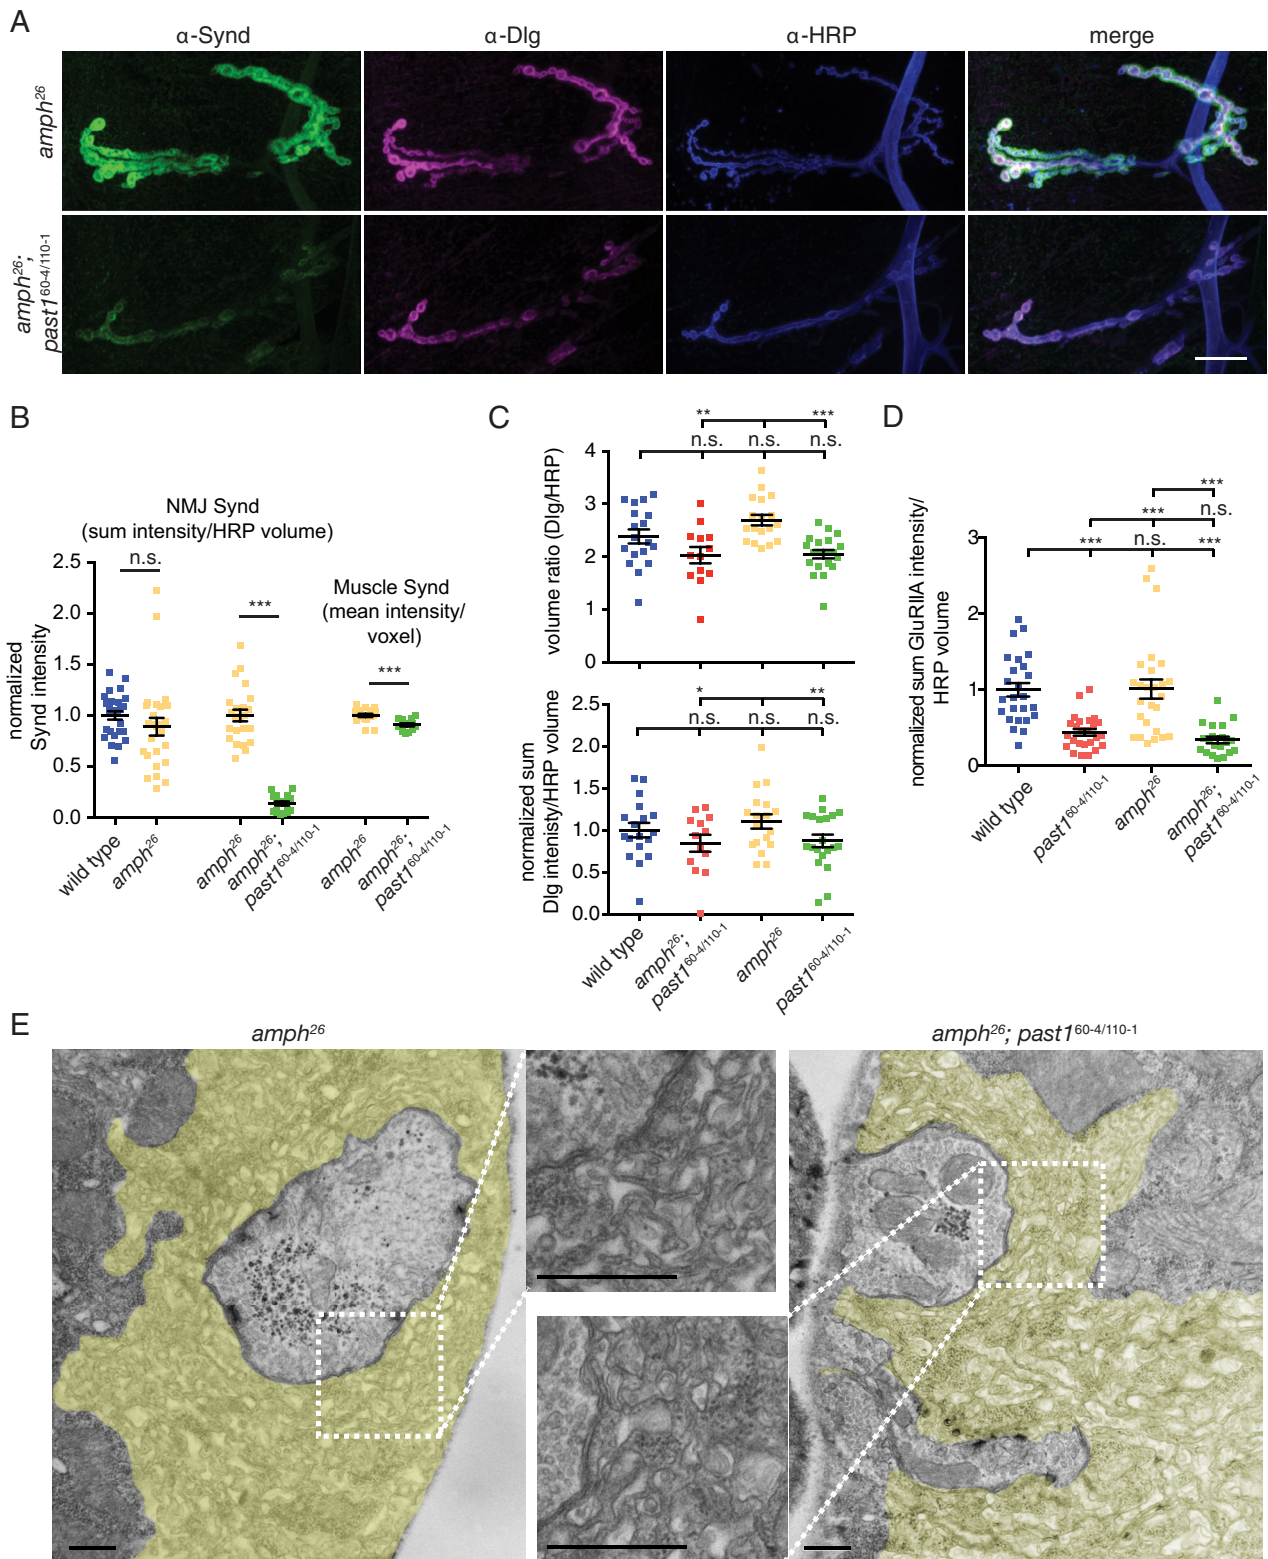 A
α-Synd α-Dlg α-HRP merge
amph26
amph26;
past160-4/110-1
B
NMJ Synd
(sum intensity/HRP volume)
Muscle Synd
(mean intensity/
voxel)
n.s.
***
***
normalized
Synd intensity
2.5
2.0
1.5
1.0
0.5
0.0
wild type
amph26
amph26
amph26;
past160-4/110-1
amph26
amph26;
past160-4/110-1
C
** ***
n.s. n.s. n.s.
volume ratio (Dlg/HRP)
4
3
2
1
0
* **
n.s. n.s. n.s.
normalized sum
Dlg intenisty/HRP volume
2.5
2.0
1.5
1.0
0.5
0.0
wild type
amph26;
past160-4/110-1
amph26
past160-4/110-1
D
***
*** n.s.
*** n.s. ***
normalized sum GluRIIA intensity/
HRP volume
3
2
1
0
wild type
past160-4/110-1
amph26
amph26;
past160-4/110-1
E
amph26
amph26; past160-4/110-1